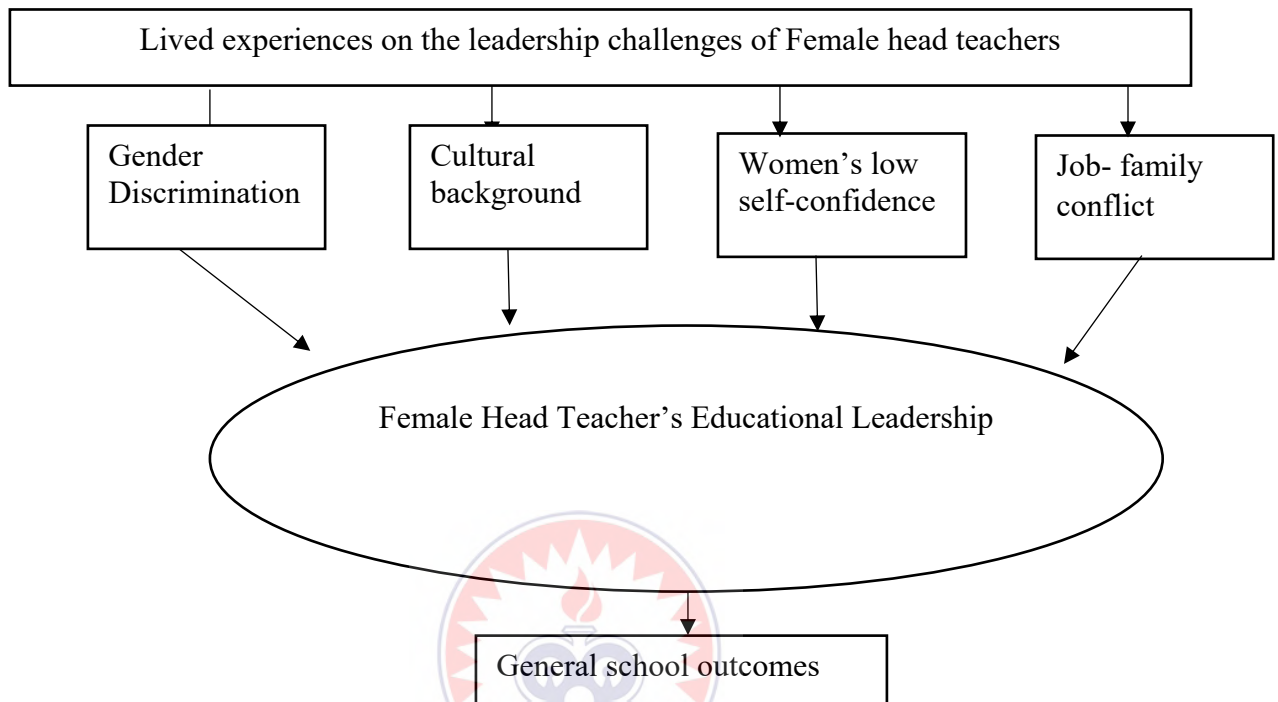 Lived experiences on the leadership challenges of Female head teachers
Gender
Discrimination
Cultural
background
Women’s low
self-confidence
Job- family
conflict
Female Head Teacher’s Educational Leadership
General school outcomes